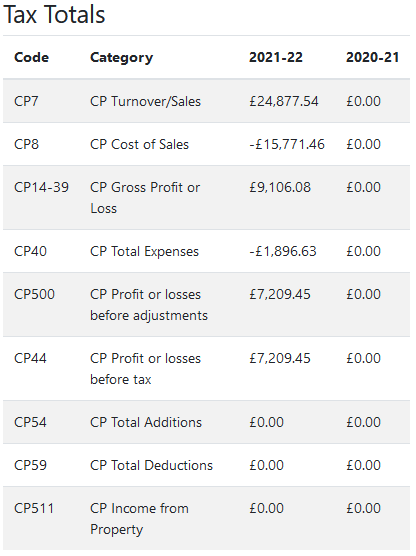 Tax Totals
Code Category 2021-22 2020-21
CP7 CP Turnover/Sales £24,877.54 £0.00
CP8 CP Cost of Sales -£15,771.46 £0.00
CP14-39 CP Gross Profit or £9,106.08 £0.00
Loss
CP40 CP Total Expenses -£1,896.63 £0.00
CP500 CP Profit or losses £7,209.45 £0.00
before adjustments
CP44 CP Profit or losses £7,209.45 £0.00
before tax
CP54 CP Total Additions £0.00 £0.00
CP59 CP Total Deductions £0.00 £0.00
CP511 CP Income from £0.00 £0.00
Property